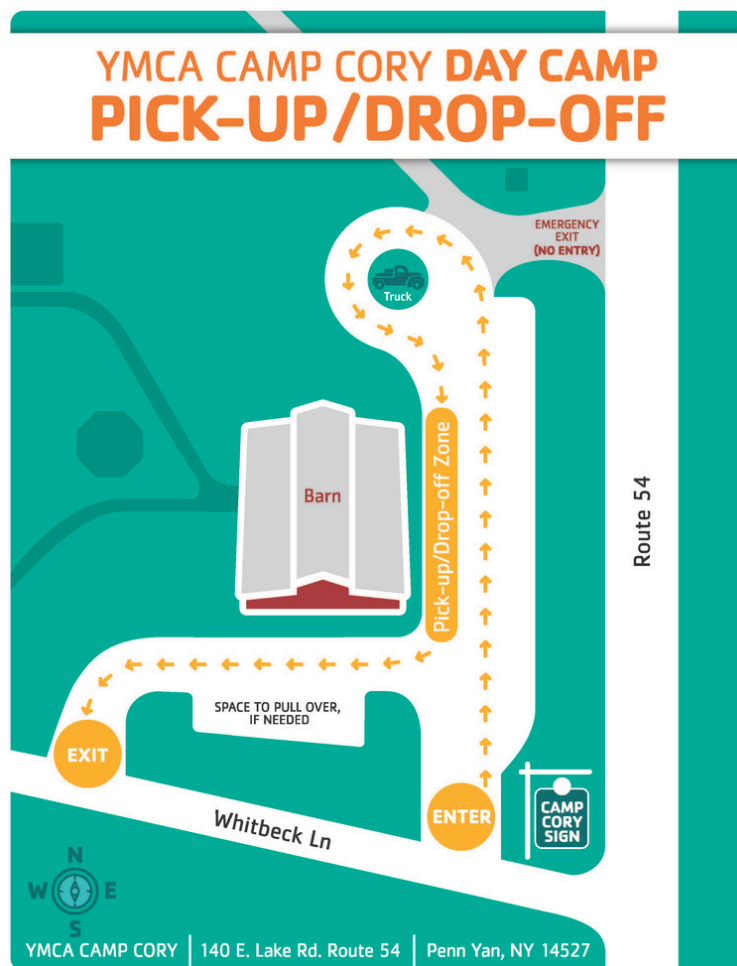 YMCA CAMP CORY DAY CAMP
PICK-UP/DROP-OFF
EMERGENCY
EXIT
(NO ENTRY)
Truck
Pick-up/Drop-off Zone
Barn
Route 54
SPACE TO PULL OVER,
IF NEEDED
EXIT
ENTER
CAMP
CORY
SIGN
Whitbeck Ln
N
W E
S
YMCA CAMP CORY | 140 E. Lake Rd. Route 54 | Penn Yan, NY 14527